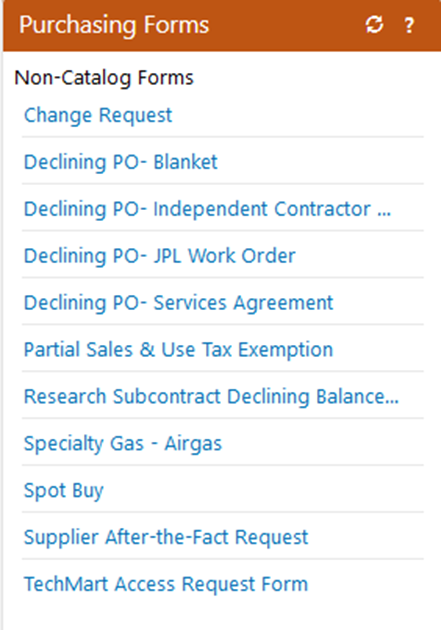 Purchasing Forms ?
Non-Catalog Forms
Change Request
Declining PO- Blanket
Declining PO- Independent Contractor ...
Declining PO- JPL Work Order
Declining PO- Services Agreement
Partial Sales & Use Tax Exemption
Research Subcontract Declining Balance...
Specialty Gas - Airgas
Spot Buy
Supplier After-the-Fact Request
TechMart Access Request Form